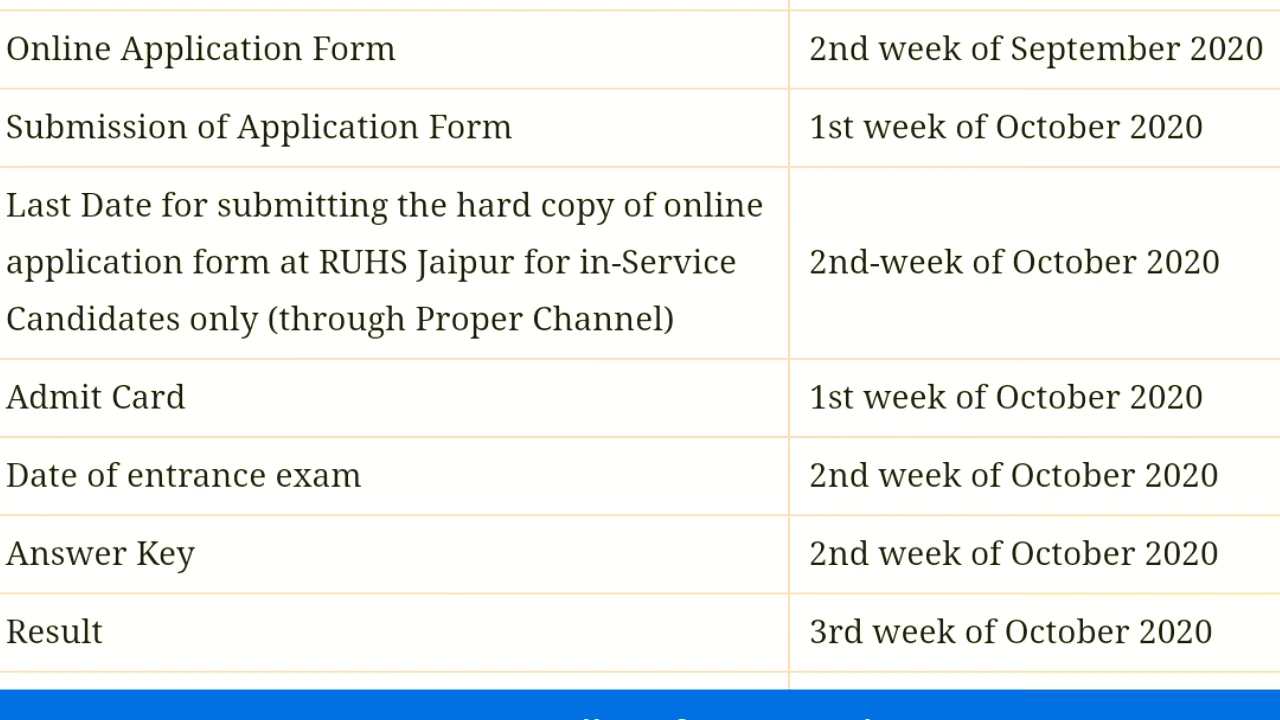 Online Application Form
2nd week of September 2020
Submission of Application Form
1st week of October 2020
Last Date for submitting the hard copy of online
application form at RUHS Jaipur for in-Service
Candidates only (through Proper Channel)
2nd-week of October 2020
Admit Card
1st week of October 2020
Date of entrance exam
2nd week of October 2020
Answer Key
2nd week of October 2020
Result
3rd week of October 2020